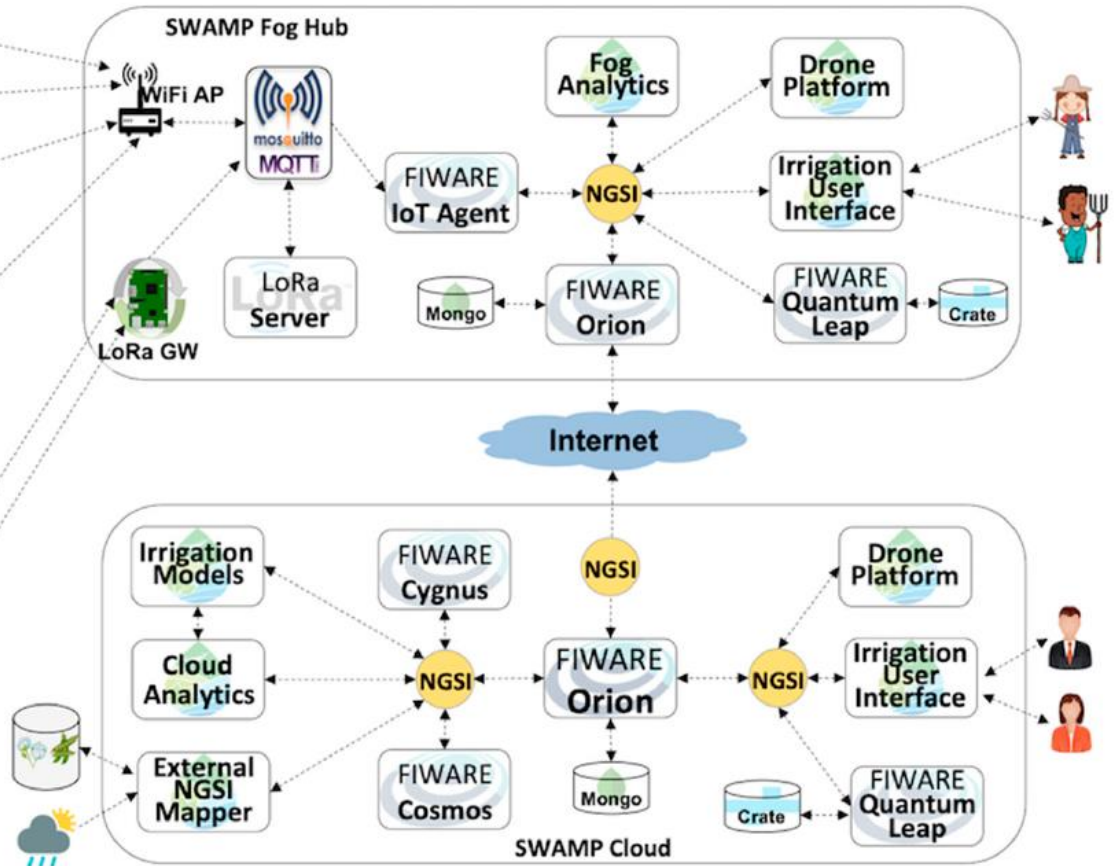 SWAMP Fog Hub
WiFi AP
mosquitto
MQTT
Fog
Analytics
Drone
Platform
FIWARE
IoT Agent
NGSI
Irrigation
User
Interface
LoRa
LoRa
Server
Mongo
FIWARE
Orion
FIWARE
Quantum
Leap
Crate
LoRa GW
Internet
Irrigation
Models
FIWARE
Cygnus
NGSI
Drone
Platform
Cloud
Analytics
NGSI
FIWARE
Orion
NGSI
Irrigation
User
Interface
External
NGSI
Mapper
FIWARE
Cosmos
Mongo
Crate
FIWARE
Quantum
Leap
SWAMP Cloud